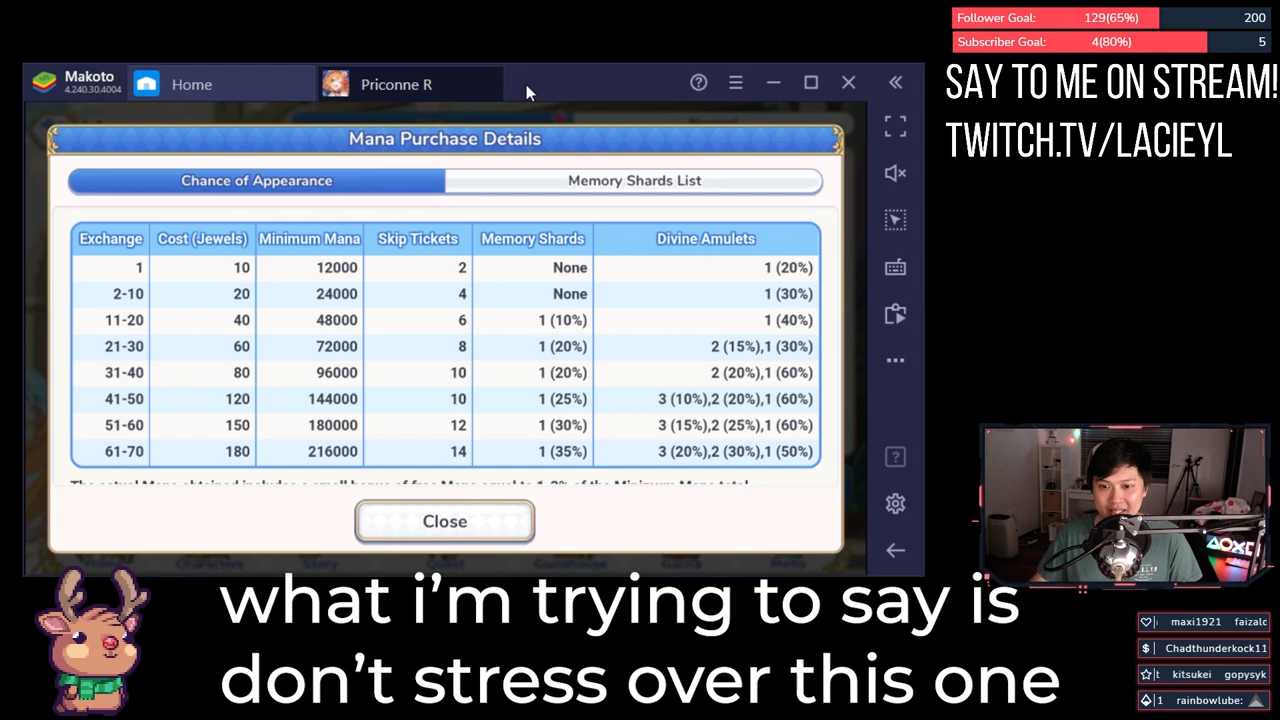 Follower Goal: 129(65%) 200
Subscriber Goal: 4(80%) 5
SAY TO ME ON STREAM!
TWITCH.TV/LACIEYL
Makoto
4.240.30.4004
Home
Priconne R
Mana Purchase Details
Chance of Appearance Memory Shards List
Exchange Cost (Jewels) Minimum Mana Skip Tickets Memory Shards Divine Amulets
1 10 12000 2 None 1 (20%)
2-10 20 24000 4 None 1 (30%)
11-20 40 48000 6 1 (10%) 1 (40%)
21-30 60 72000 8 1 (20%) 2 (15%),1 (30%)
31-40 80 96000 10 1 (20%) 2 (20%),1 (60%)
41-50 120 144000 10 1 (25%) 3 (10%),2 (20%),1 (60%)
51-60 150 180000 12 1 (30%) 3 (15%),2 (25%),1 (60%)
61-70 180 216000 14 1 (35%) 3 (20%),2 (30%),1 (50%)
Close
what i'm trying to say is
don't stress over this one
maxi1921 faizalc
$ Chadthunderkock11
t kitsukei gopysyk
1 rainbowlube: